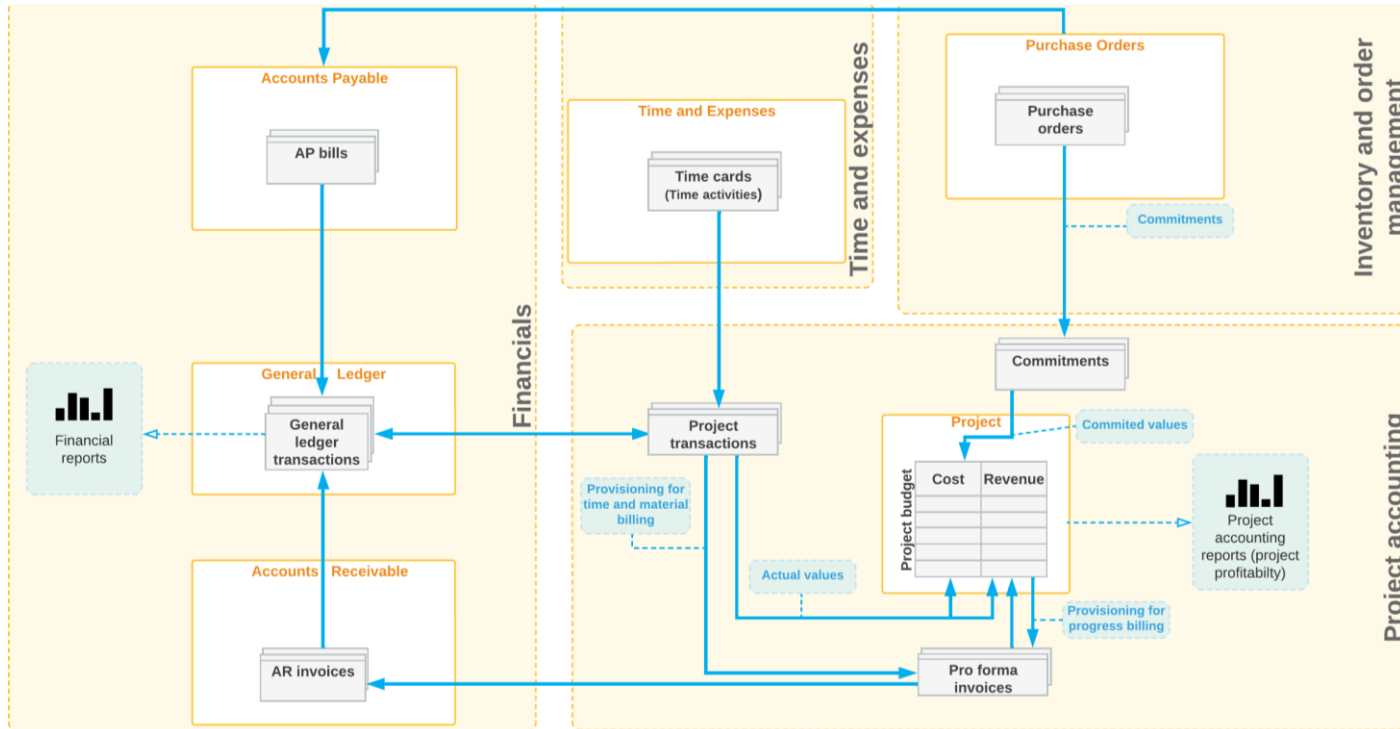 Accounts Payable
AP bills
General Ledger
General
ledger
transactions
Financial
reports
Accounts Receivable
AR invoices
Financials
Time and Expenses
Time cards
(Time activities)
Time and expenses
Purchase Orders
Purchase
orders
Commitments
Inventory and order
management
Commitments
Project
transactions
Provisioning for
time and material
billing
Actual values
Project
Commited values
Project budget
Cost
Revenue
Project
accounting
reports (project
profitabilty)
Provisioning for
progress billing
Pro forma
invoices
Project accounting